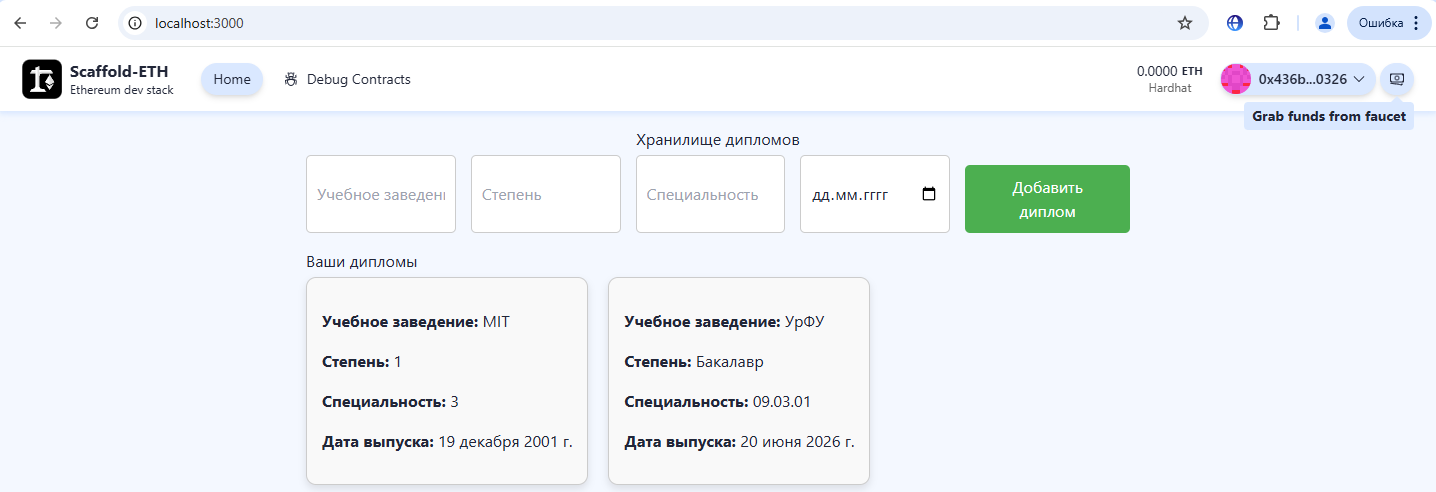 localhost:3000
Ошибка
Scaffold-ETH
Ethereum dev stack
Home
Debug Contracts
0.0000 ETH
Hardhat
0x436b...0326
Grab funds from faucet
Хранилище дипломов
Учебное заведени
Степень
Специальность
дд.мм.гггг
Добавить
диплом
Ваши дипломы
Учебное заведение: MIT
Степень: 1
Специальность: 3
Дата выпуска: 19 декабря 2001 г.
Учебное заведение: УрФУ
Степень: Бакалавр
Специальность: 09.03.01
Дата выпуска: 20 июня 2026 г.